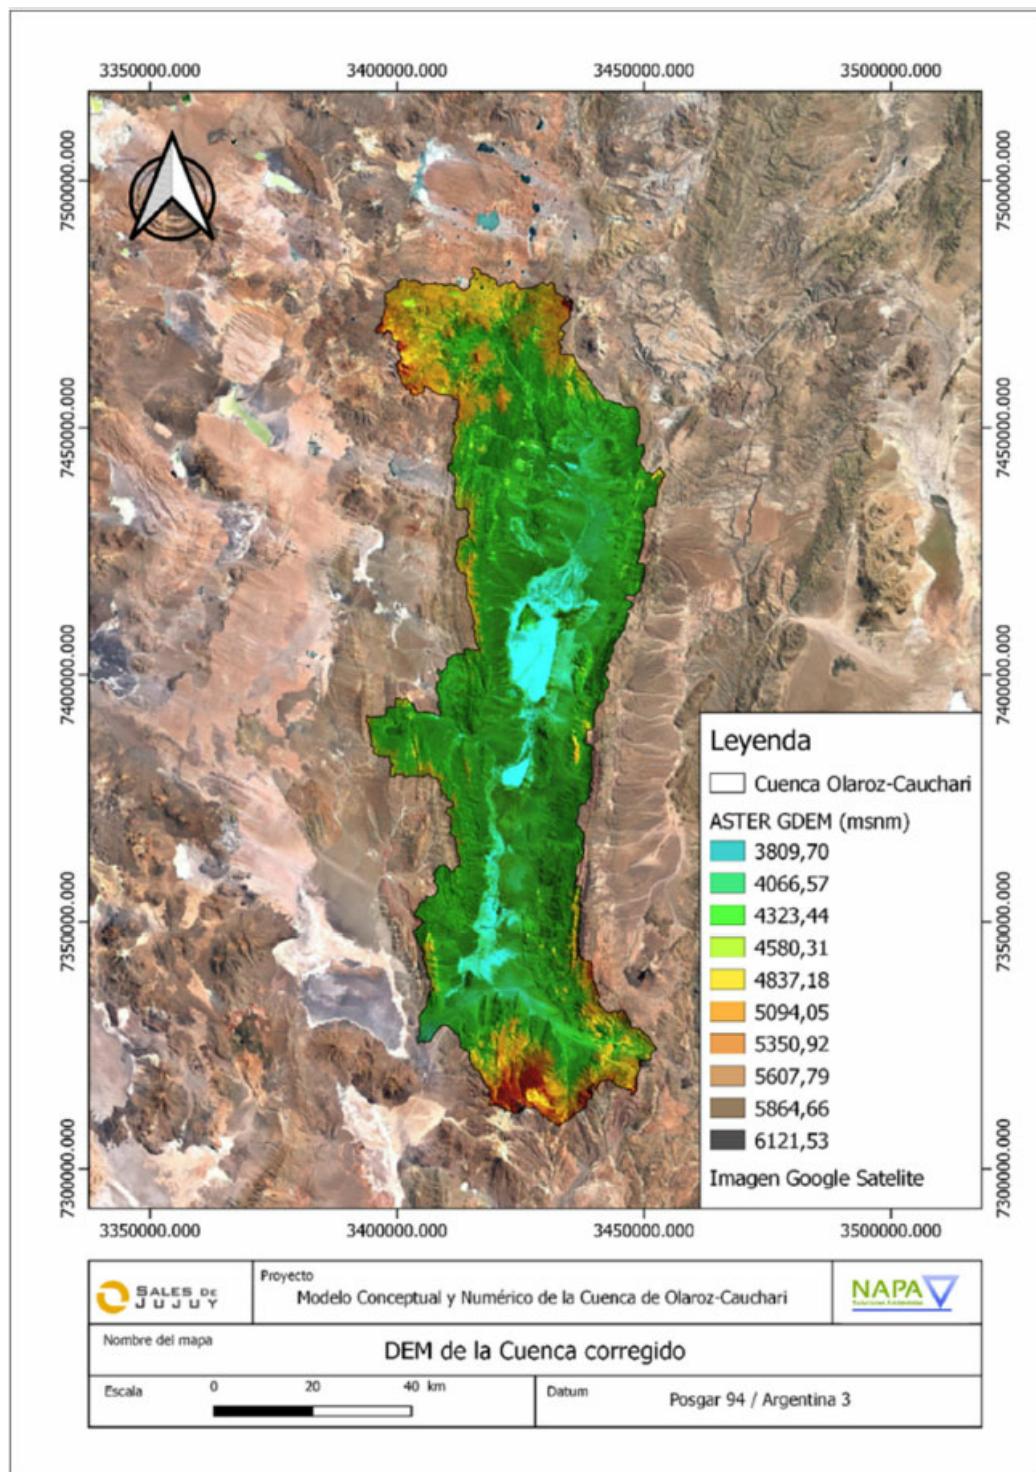 3350000.000 3400000.000 3450000.000 3500000.000
7500000.000 7500000.000
7450000.000 7450000.000
7400000.000 7400000.000
7350000.000 7350000.000
7300000.000 7300000.000
Leyenda
Cuenca Olaroz-Cauchari
ASTER GDEM (msnm)
3809,70
4066,57
4323,44
4580,31
4837,18
5094,05
5350,92
5607,79
5864,66
6121,53
Imagen Google Satelite
3350000.000 3400000.000 3450000.000 3500000.000
SALES DE
JUJUY
Proyecto
Modelo Conceptual y Numérico de la Cuenca de Olaroz-Cauchari
NAPA
Nombre del mapa
DEM de la Cuenca corregido
Escala
0 20 40 km
Datum
Posgar 94 / Argentina 3